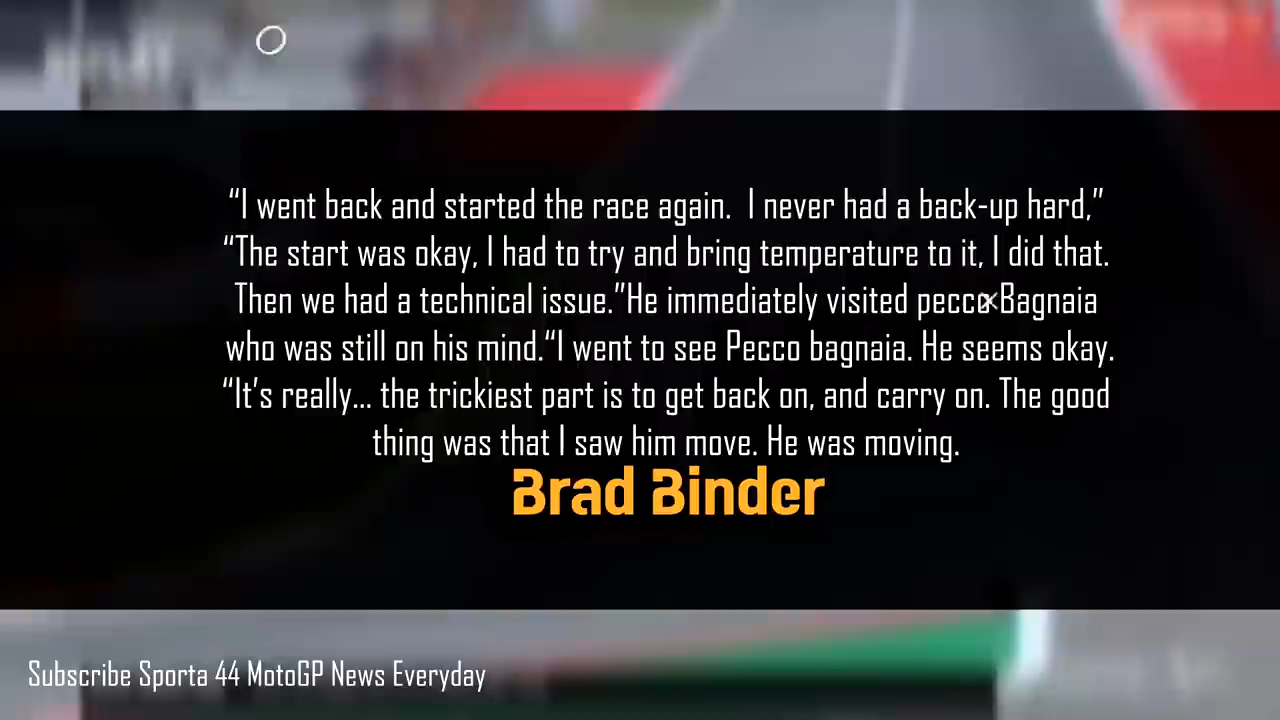 “I went back and started the race again.  I never had a back-up hard,”
“The start was okay, I had to try and bring temperature to it, I did that.
Then we had a technical issue.”He immediately visited pecco Bagnaia
who was still on his mind.“I went to see Pecco bagnaia. He seems okay.
“It’s really... the trickiest part is to get back on, and carry on. The good
thing was that I saw him move. He was moving.
Brad Binder
Subscribe Sporta 44 MotoGP News Everyday